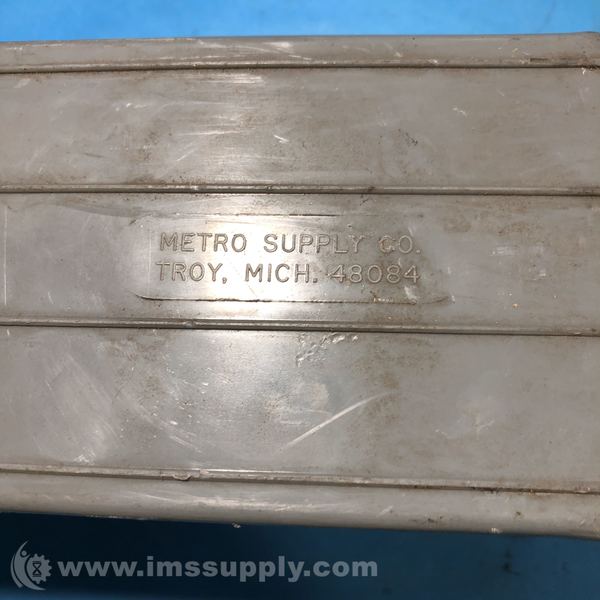 METRO SUPPLY CO.
TROY, MICH. 48084
www.imssupply.com